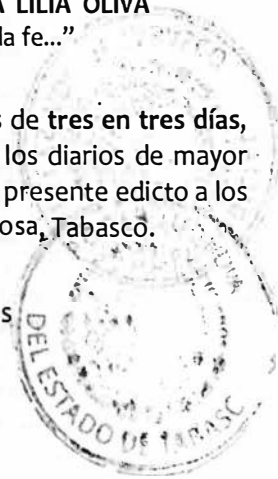 A LILIA OLIVA
da fe..."
s de tres en tres días,
los diarios de mayor
presente edicto a los
osa, Tabasco.
s
DEL ESTADO DE TABASC